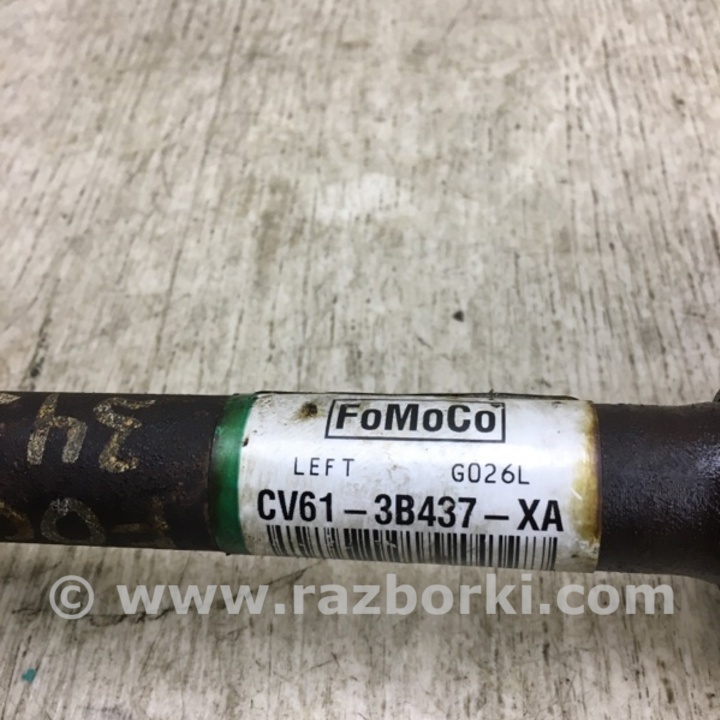 FoMoCo
LEFT G026L
CV61-3B437-XA
© www.razborki.com